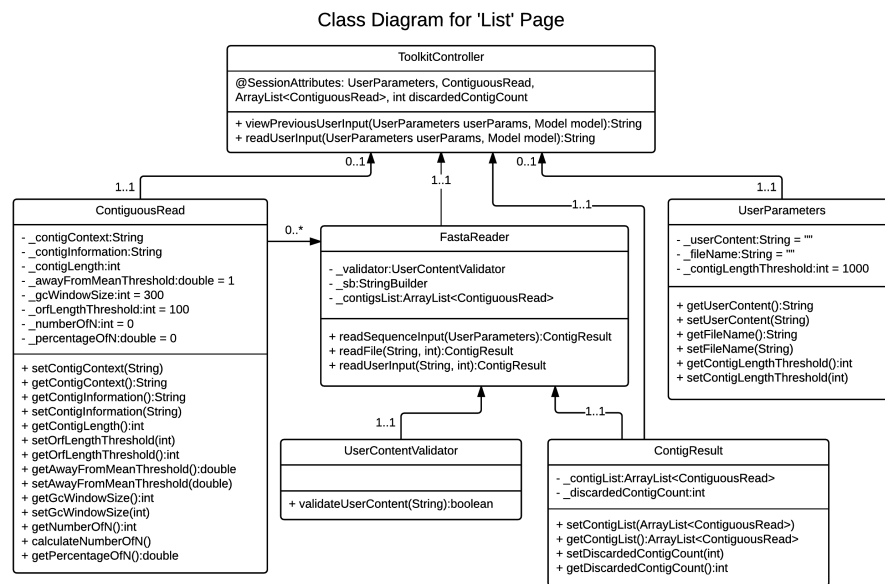 Class Diagram for 'List' Page
ToolkitController
@SessionAttributes: UserParameters, ContiguousRead,
ArrayList<ContiguousRead>, int discardedContigCount
+ viewPreviousUserInput(UserParameters userParams, Model model):String
+ readUserInput(UserParameters userParams, Model model):String
0..1
0..1
1..1
1..1
1..1
1..1
ContiguousRead
- _contigContext:String
- _contigInformation:String
- _contigLength:int
- _awayFromMeanThreshold:double = 1
- _gcWindowSize:int = 300
- _orfLengthThreshold:int = 100
- _numberOfN:int = 0
- _percentageOfN:double = 0
+ setContigContext(String)
+ getContigContext():String
+ getContigInformation():String
+ setContigInformation(String)
+ getContigLength():int
+ setOrfLengthThreshold(int)
+ getOrfLengthThreshold():int
+ getAwayFromMeanThreshold():double
+ setAwayFromMeanThreshold(double)
+ getGcWindowSize():int
+ setGcWindowSize(int)
+ getNumberOfN():int
+ calculateNumberOfN()
+ getPercentageOfN():double
0..*
FastaReader
- _validator:UserContentValidator
- _sb:StringBuilder
- _contigsList:ArrayList<ContiguousRead>
+ readSequenceInput(UserParameters):ContigResult
+ readFile(String, int):ContigResult
+ readUserInput(String, int):ContigResult
UserParameters
- _userContent:String = ""
- _fileName:String = ""
- _contigLengthThreshold:int = 1000
+ getUserContent():String
+ setUserContent(String)
+ getFileName():String
+ setFileName(String)
+ getContigLengthThreshold():int
+ setContigLengthThreshold(int)
1..1
1..1
UserContentValidator
+ validateUserContent(String):boolean
ContigResult
- _contigList:ArrayList<ContiguousRead>
- _discardedContigCount:int
+ setContigList(ArrayList<ContiguousRead>)
+ getContigList():ArrayList<ContiguousRead>
+ setDiscardedContigCount(int)
+ getDiscardedContigCount():int